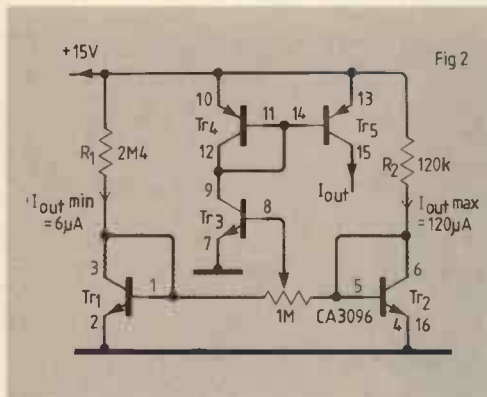 +15V
Fig 2
10
13
11
14
Tr4
Tr5
R1
2M4
12
15
R2
120k
9
Iout
Iout min
=6µA
8
Iout max
=120µA
Tr3
7
3
6
1
5
Tr1
1M
CA3096
Tr2
2
4
16